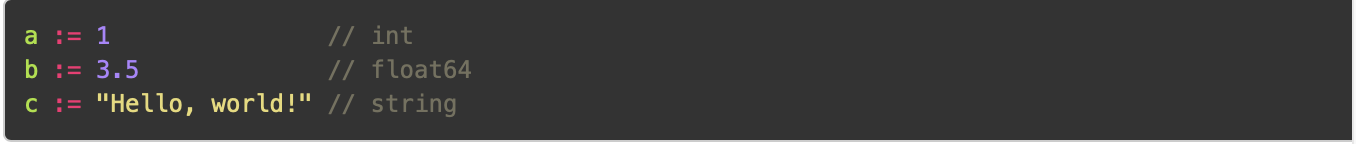 a := 1               // int
b := 3.5             // float64
c := "Hello, world!" // string